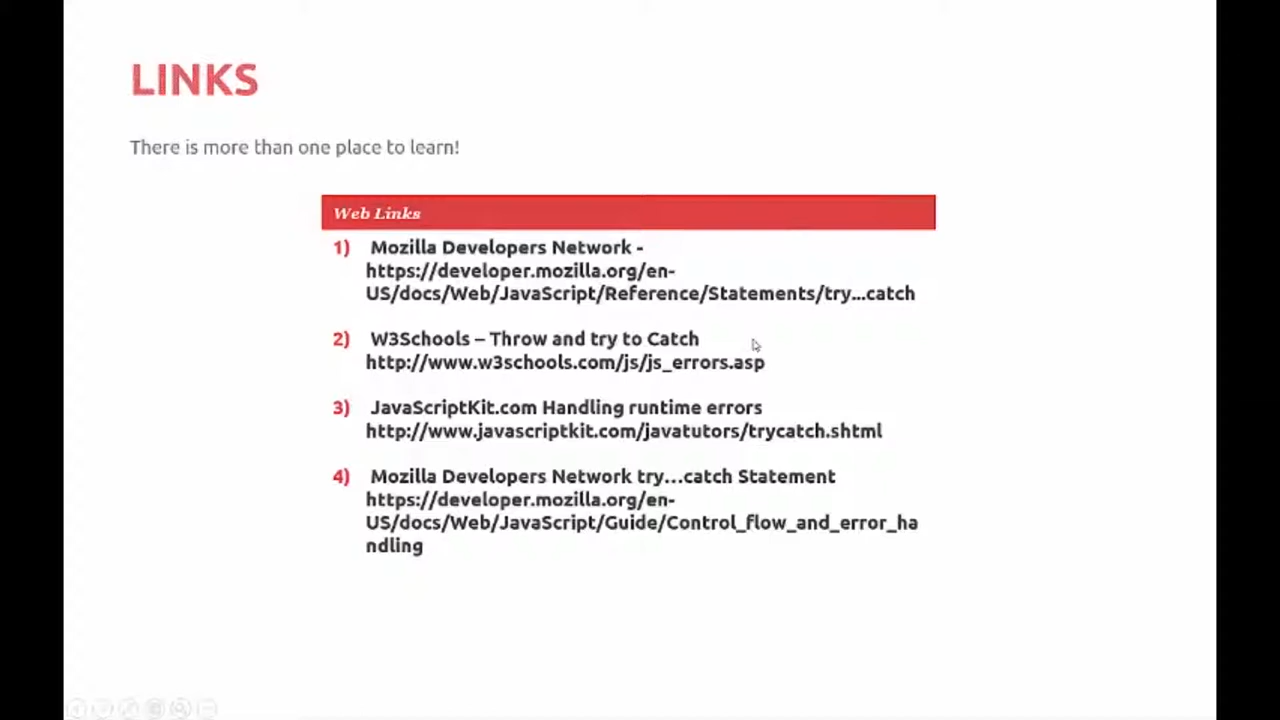 LINKS
There is more than one place to learn!
Web Links
1) Mozilla Developers Network -
https://developer.mozilla.org/en-
US/docs/Web/JavaScript/Reference/Statements/try...catch
2) W3Schools – Throw and try to Catch
http://www.w3schools.com/js/js_errors.asp
3) JavaScriptKit.com Handling runtime errors
http://www.javascriptkit.com/javatutors/trycatch.shtml
4) Mozilla Developers Network try...catch Statement
https://developer.mozilla.org/en-
US/docs/Web/JavaScript/Guide/Control_flow_and_error_ha
ndling